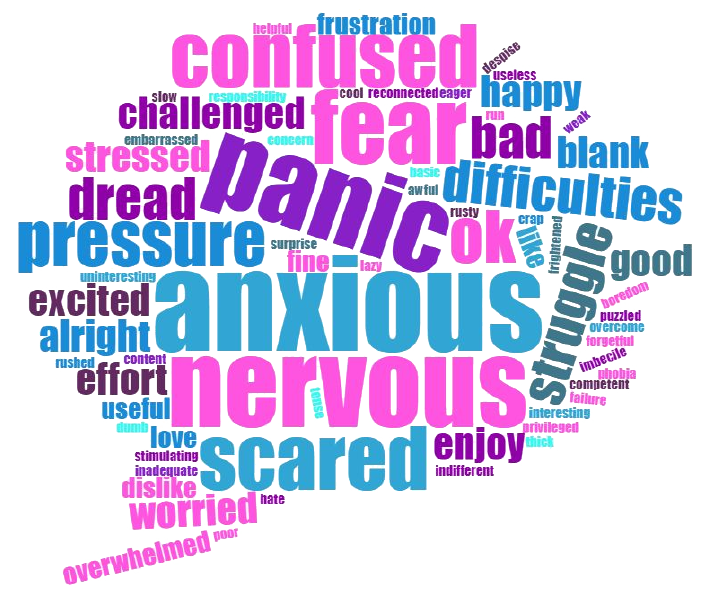 helpful frustration
confused despise
useless
slow responsibility cool reconnected eager happy
challenged fear run weak
embarrassed concern bad blank
stressed panic basic difficulties
dread awful
pressure surprise ok rusty crap like frightened
uninteresting fine lazy struggle good
excited anxious boredom
alright puzzled
overcome
rushed content nervous forgetful
effort imbecile
phobia
competent
useful tense failure
interesting
dumb love scared enjoy privileged
stimulating thick
inadequate indifferent
dislike
worried hate
overwhelmed poor